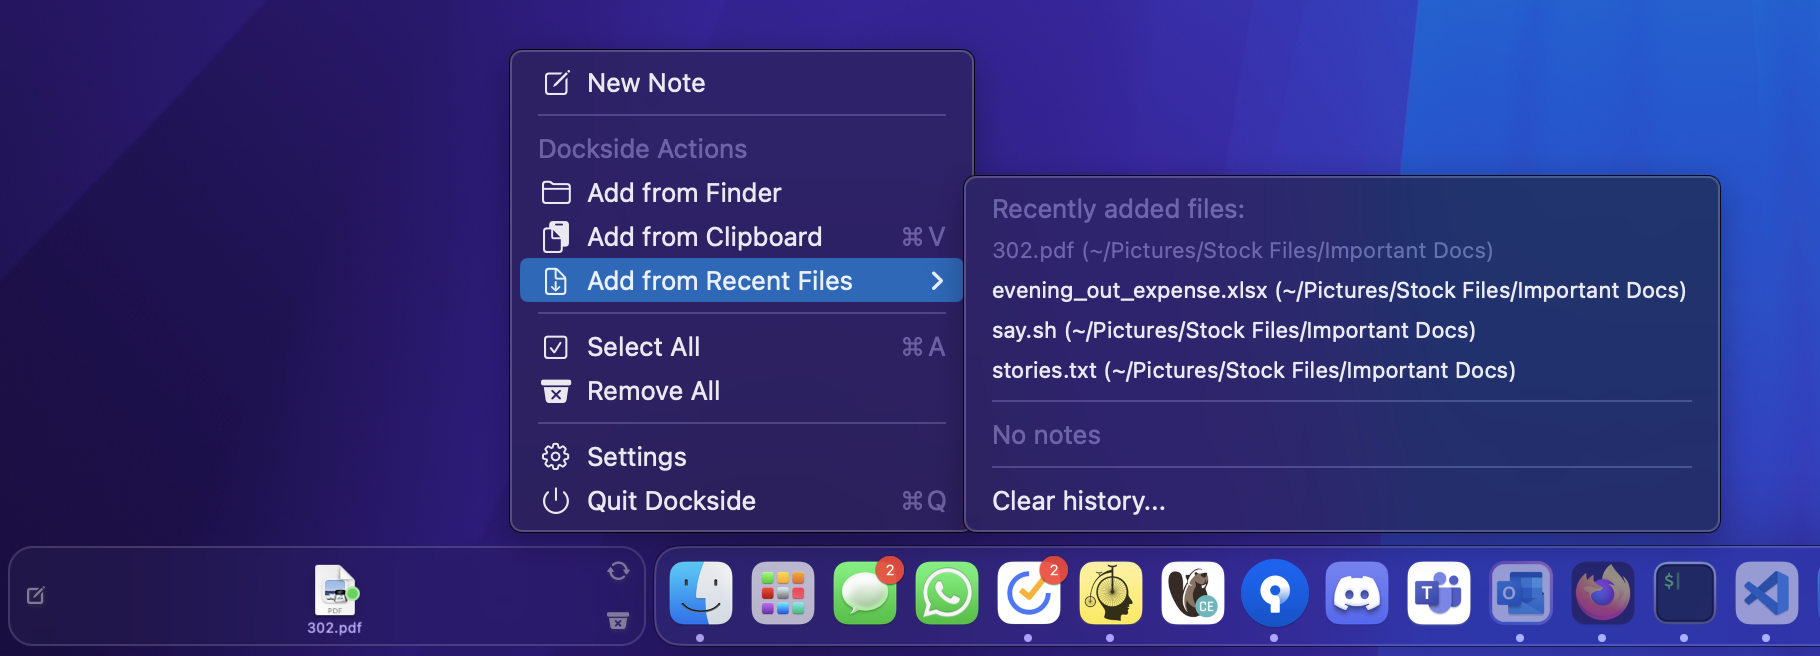 New Note
Dockside Actions
Add from Finder
Add from Clipboard ⌘V
Add from Recent Files
Select All ⌘A
Remove All
Settings
Quit Dockside ⌘Q
Recently added files:
302.pdf (~/Pictures/Stock Files/Important Docs)
evening_out_expense.xlsx (~/Pictures/Stock Files/Important Docs)
say.sh (~/Pictures/Stock Files/Important Docs)
stories.txt (~/Pictures/Stock Files/Important Docs)
No notes
Clear history...
PDF
302.pdf
2
2
CE
T
O
$